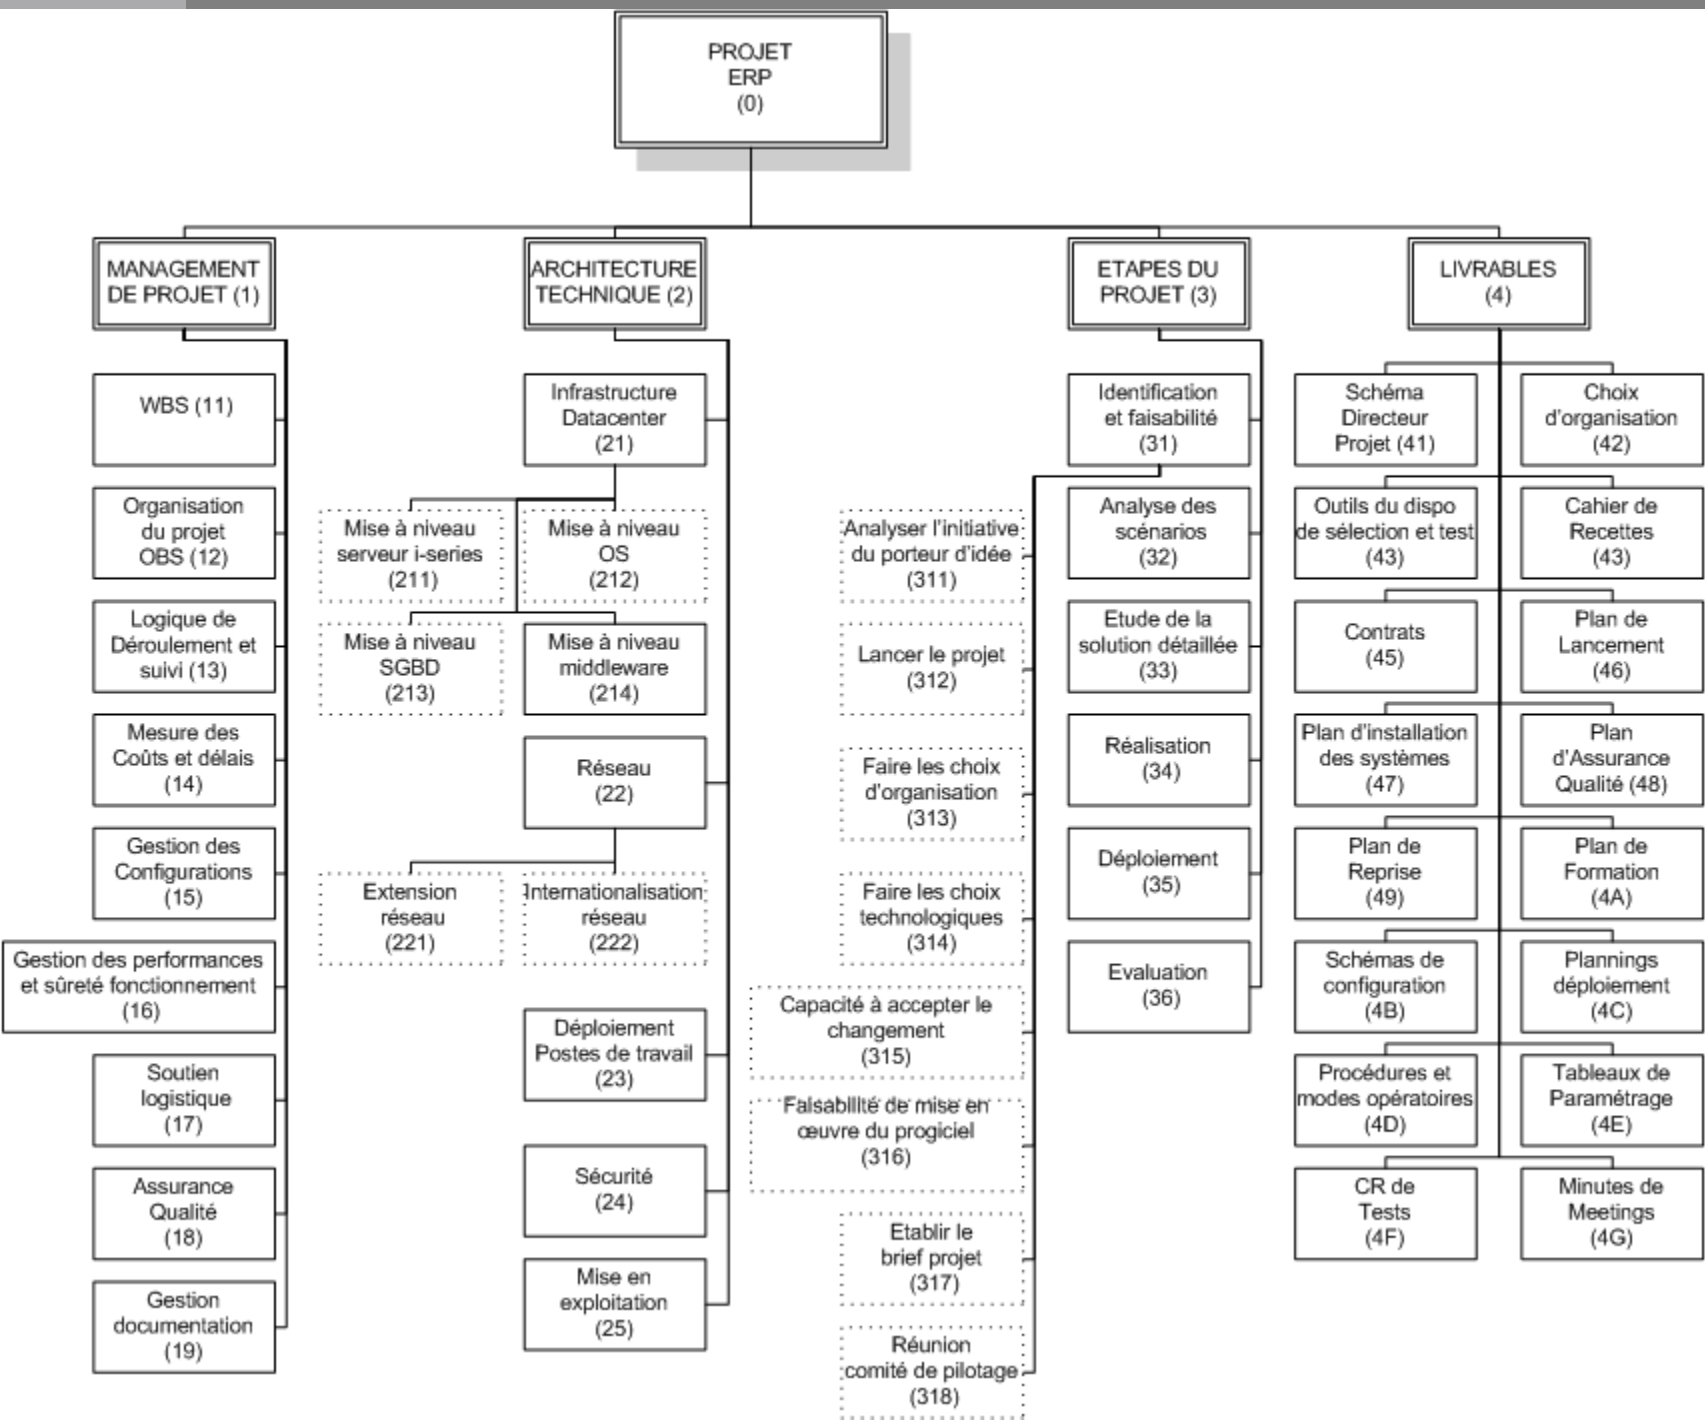 PROJET
ERP
(0)
MANAGEMENT
DE PROJET (1)
WBS (11)
Organisation
du projet
OBS (12)
Logique de
Déroulement et
suivi (13)
Mesure des
Coûts et délais
(14)
Gestion des
Configurations
(15)
Gestion des performances
et sûreté fonctionnement
(16)
Soutien
logistique
(17)
Assurance
Qualité
(18)
Gestion
documentation
(19)
ARCHITECTURE
TECHNIQUE (2)
Infrastructure
Datacenter
(21)
Mise à niveau
serveur i-series
(211)
Mise à niveau
OS
(212)
Mise à niveau
SGBD
(213)
Mise à niveau
middleware
(214)
Réseau
(22)
Extension
réseau
(221)
Internationalisation
réseau
(222)
Déploiement
Postes de travail
(23)
Sécurité
(24)
Mise en
exploitation
(25)
ETAPES DU
PROJET (3)
Identification
et faisabilité
(31)
Analyser l'initiative
du porteur d'idée
(311)
Lancer le projet
(312)
Faire les choix
d'organisation
(313)
Faire les choix
technologiques
(314)
Capacité à accepter le
changement
(315)
Faisabilité de mise en
œuvre du progiciel
(316)
Etablir le
brief projet
(317)
Réunion
comité de pilotage
(318)
Analyse des
scénarios
(32)
Etude de la
solution détaillée
(33)
Réalisation
(34)
Déploiement
(35)
Evaluation
(36)
LIVRABLES
(4)
Schéma
Directeur
Projet (41)
Choix
d'organisation
(42)
Outils du dispo
de sélection et test
(43)
Cahier de
Recettes
(43)
Contrats
(45)
Plan de
Lancement
(46)
Plan d'installation
des systèmes
(47)
Plan
d'Assurance
Qualité (48)
Plan de
Reprise
(49)
Plan de
Formation
(4A)
Schémas de
configuration
(4B)
Plannings
déploiement
(4C)
Procédures et
modes opératoires
(4D)
Tableaux de
Paramétrage
(4E)
CR de
Tests
(4F)
Minutes de
Meetings
(4G)